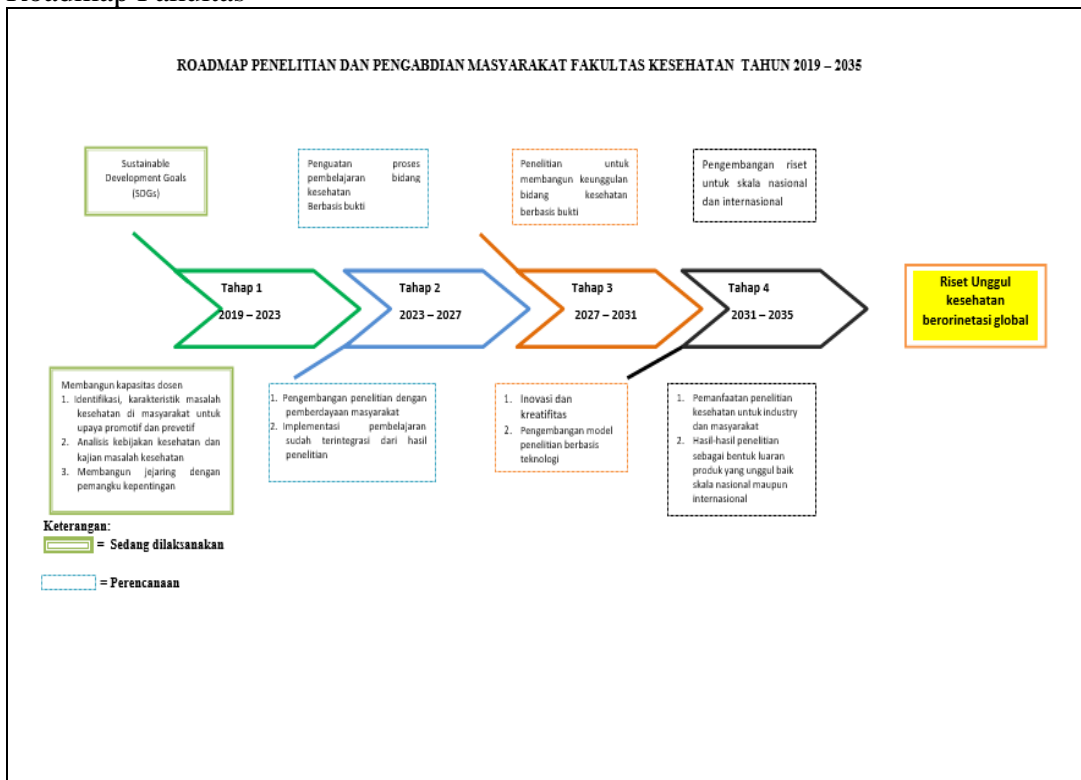 Roadmap Fakultas
ROADMAP PENELITIAN DAN PENGABDIAN MASYARAKAT FAKULTAS KESEHATAN TAHUN 2019 – 2035
Sustainable
Development Goals
(SDGs)
Penguatan proses
pembelajaran bidang
kesehatan
Berbasis bukti
Penelitian untuk
membangun keunggulan
bidang kesehatan
berbasis bukti
Pengembangan riset
untuk skala nasional
dan internasional
Tahap 1
2019 – 2023
Tahap 2
2023 – 2027
Tahap 3
2027 – 2031
Tahap 4
2031 – 2035
Riset Unggul
kesehatan
berorinetasi global
Membangun kapasitas dosen
1. Identifikasi, karakteristik masalah
kesehatan di masyarakat untuk
upaya promotif dan prevetif
2. Analisis kebijakan kesehatan dan
kajian masalah kesehatan
3. Membangun jejaring dengan
pemangku kepentingan
1. Pengembangan penelitian dengan
pemberdayaan masyarakat
2. Implementasi pembelajaran
sudah terintegrasi dari hasil
penelitian
1. Inovasi dan
kreatifitas
2. Pengembangan model
penelitian berbasis
teknologi
1. Pemanfaatan penelitian
kesehatan untuk industry
dan masyarakat
2. Hasil-hasil penelitian
sebagai bentuk luaran
produk yang unggul baik
skala nasional maupun
internasional
Keterangan:
= Sedang dilaksanakan
= Perencanaan